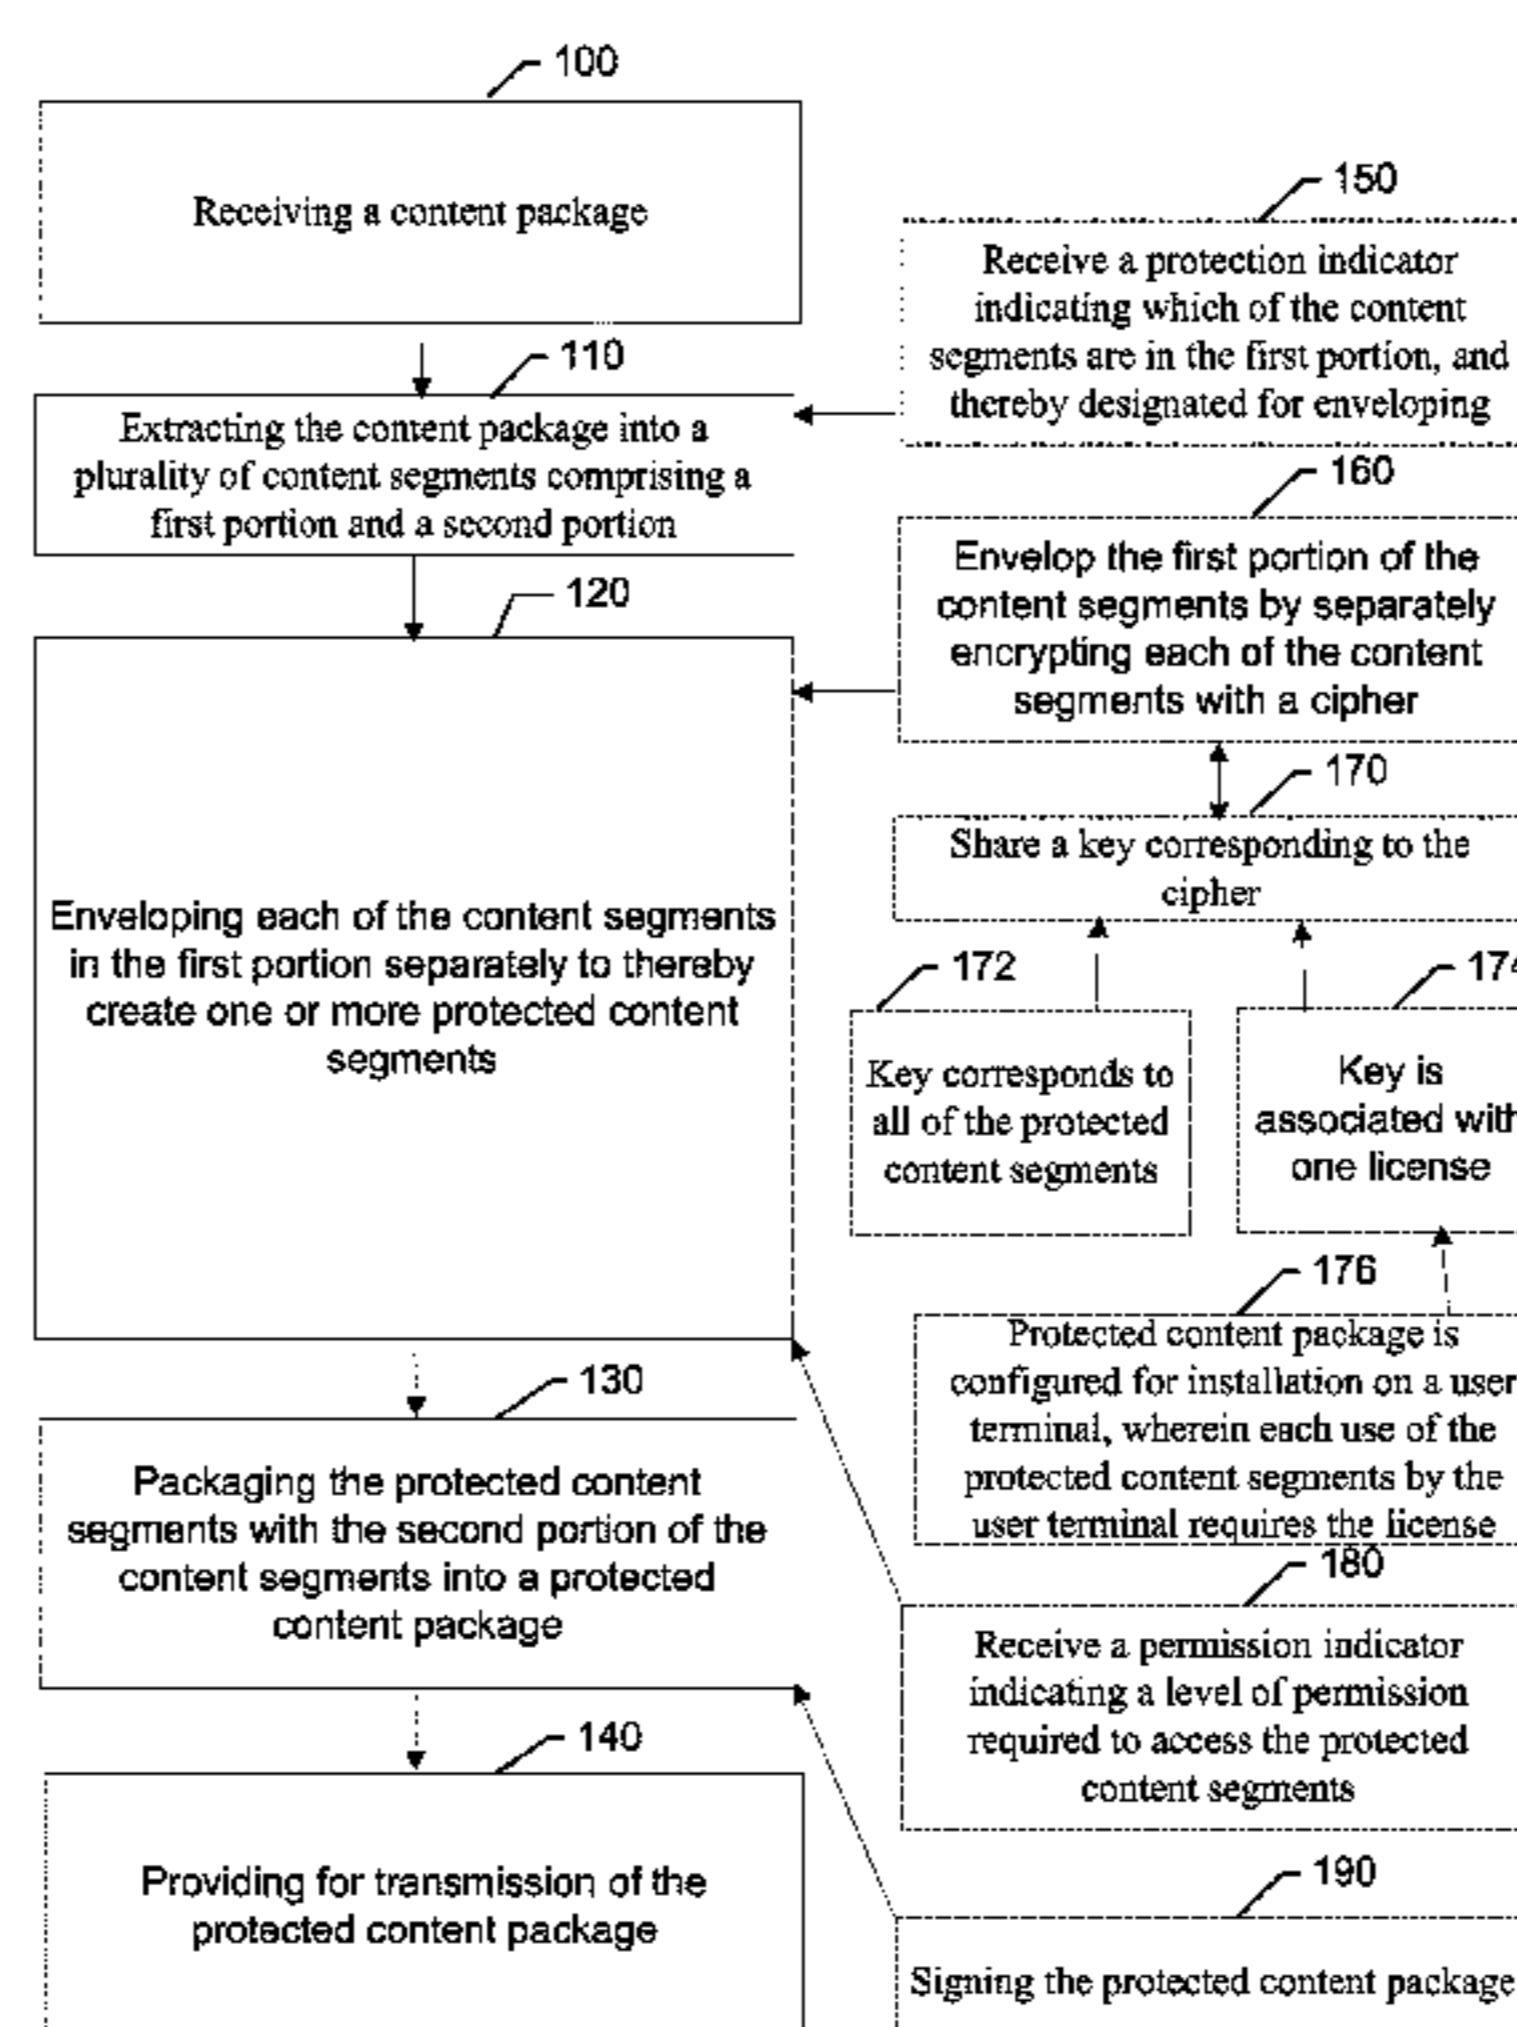 100
Receiving a content package
110
Extracting the content package into a
plurality of content segments comprising a
first portion and a second portion
120
Enveloping each of the content segments
in the first portion separately to thereby
create one or more protected content
segments
130
Packaging the protected content
segments with the second portion of the
content segments into a protected
content package
140
Providing for transmission of the
protected content package
150
Receive a protection indicator
indicating which of the content
segments are in the first portion, and
thereby designated for enveloping
160
Envelop the first portion of the
content segments by separately
encrypting each of the content
segments with a cipher
170
Share a key corresponding to the
cipher
172
Key corresponds to
all of the protected
content segments
174
Key is
associated with
one license
176
Protected content package is
configured for installation on a user
terminal, wherein each use of the
protected content segments by the
user terminal requires the license
180
Receive a permission indicator
indicating a level of permission
required to access the protected
content segments
190
Signing the protected content package